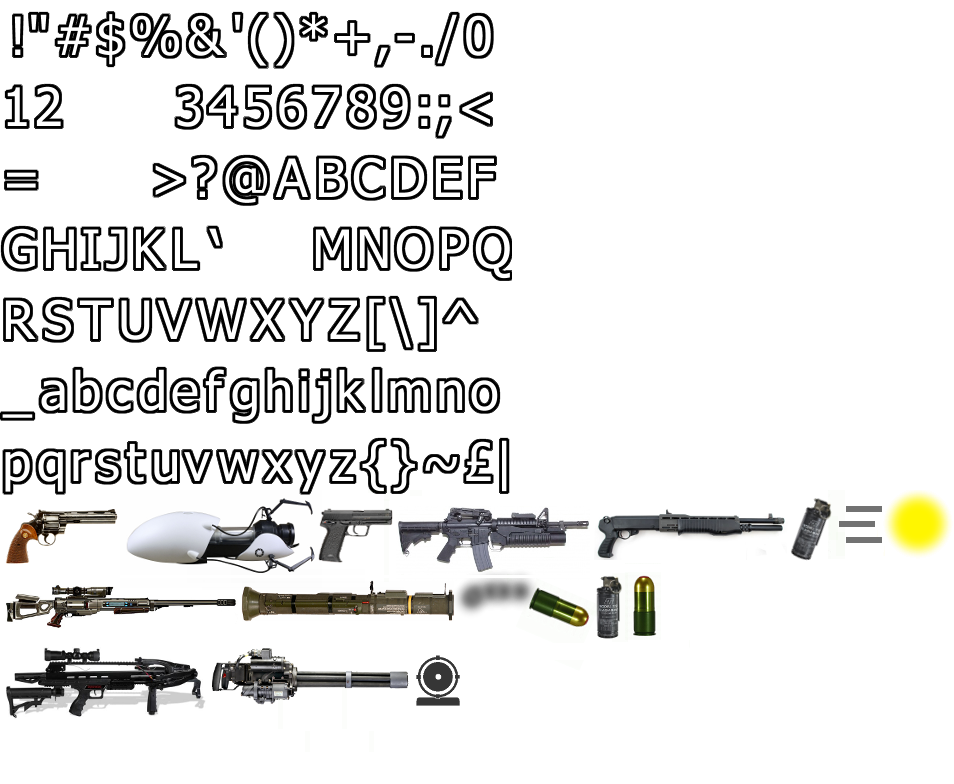 !"#$%&'()*+,-./0
12 3456789:;<
= >?@ABCDEF
GHIJKL‛ MNOPQ
RSTUVWXYZ[\]^
_abcdefghijklmno
pqrstuvwxyz{}~£|